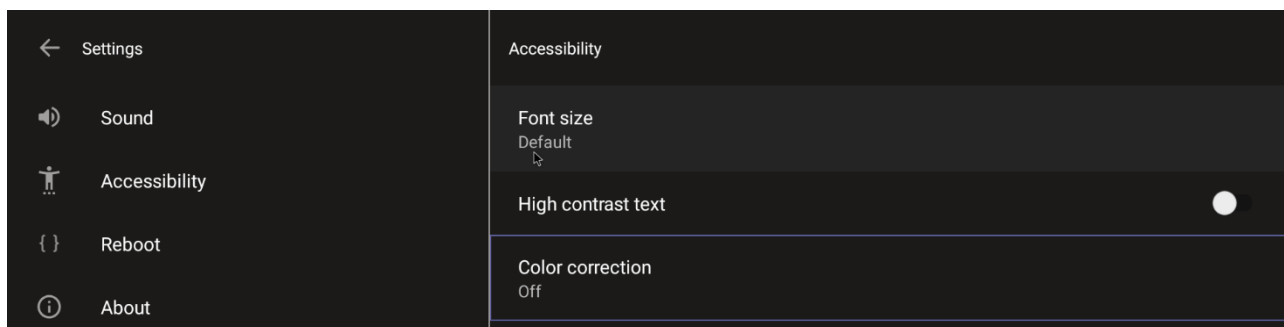 Settings
Sound
Accessibility
Reboot
About
Accessibility
Font size
Default
High contrast text
Color correction
Off